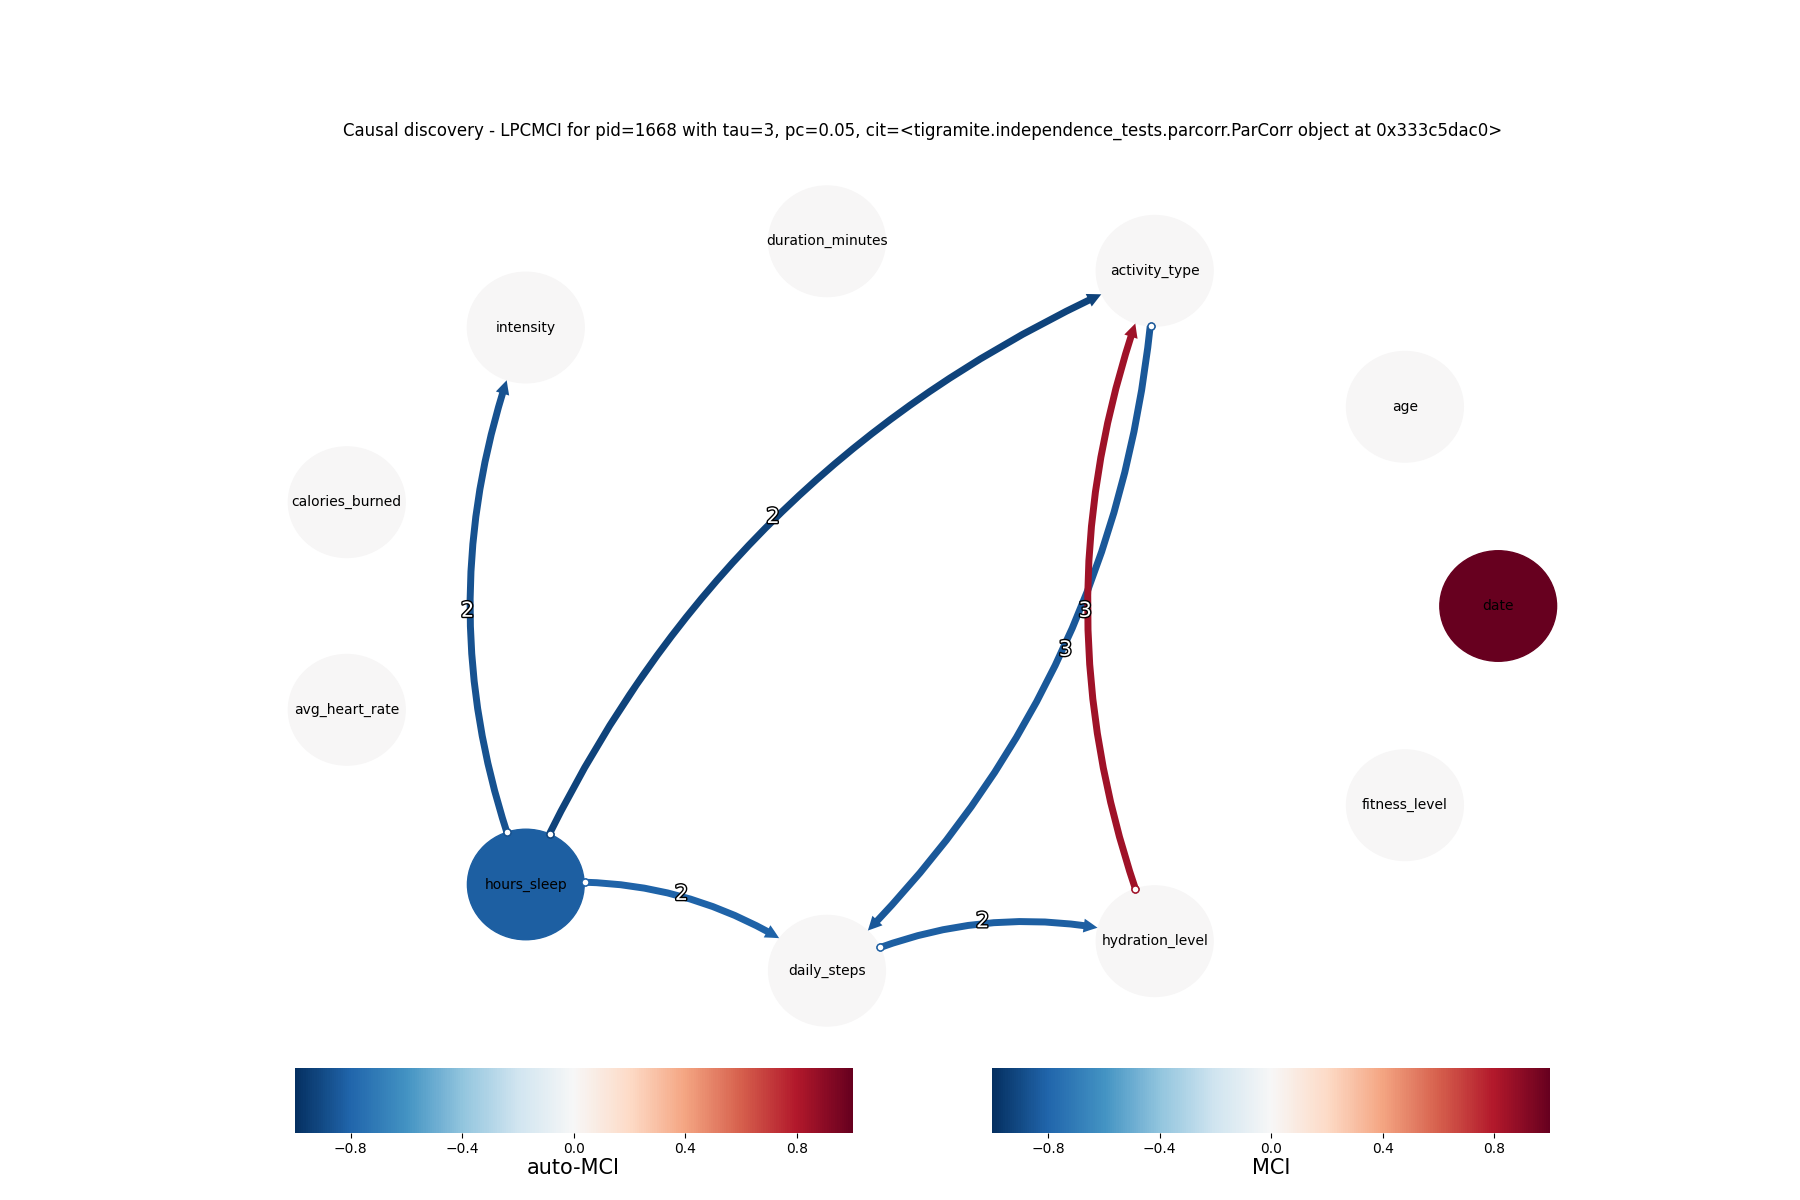 Causal discovery - LPCMCI for pid=1668 with tau=3, pc=0.05, cit=<tigramite.independence_tests.parcorr.ParCorr object at 0x333c5dac0>
duration_minutes
activity_type
intensity
age
calories_burned
2
date
2
3
3
avg_heart_rate
fitness_level
hours_sleep
2
2
hydration_level
daily_steps
−0.8 −0.4 0.0 0.4 0.8
auto-MCI
−0.8 −0.4 0.0 0.4 0.8
MCI